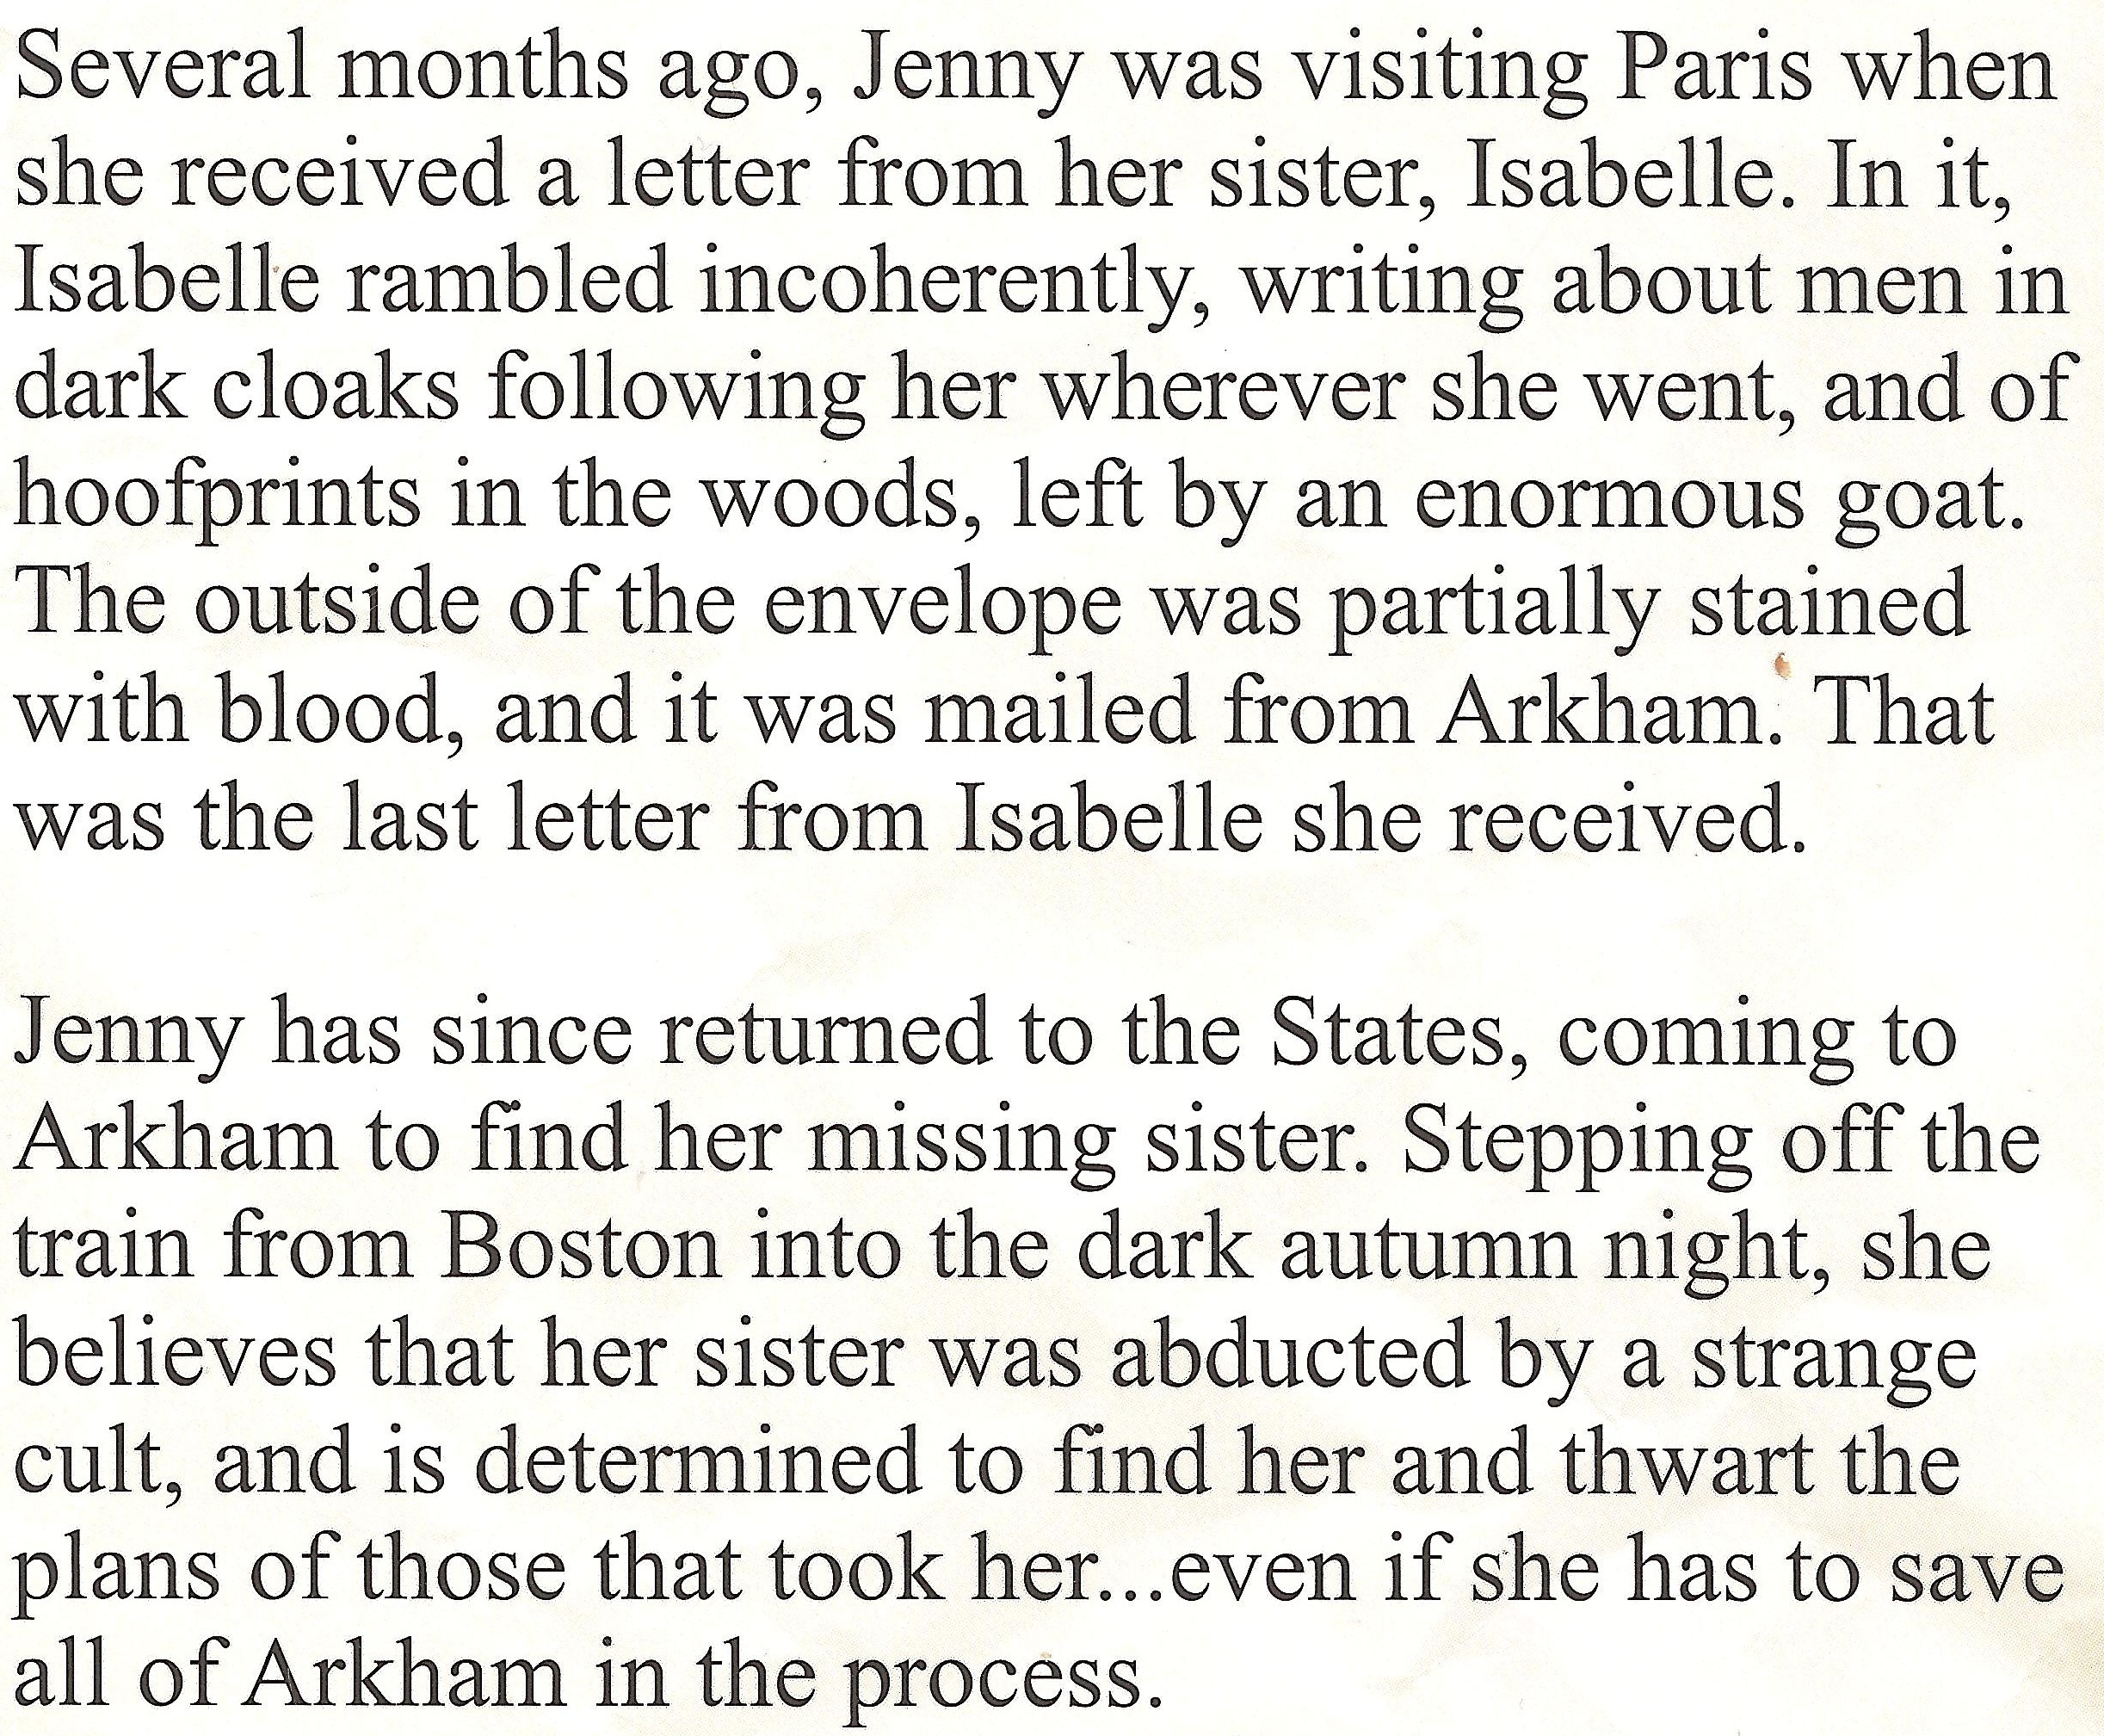 Several months ago, Jenny was visiting Paris when
she received a letter from her sister, Isabelle. In it,
Isabelle rambled incoherently, writing about men in
dark cloaks following her wherever she went, and of
hoofprints in the woods, left by an enormous goat.
The outside of the envelope was partially stained
with blood, and it was mailed from Arkham. That
was the last letter from Isabelle she received.

Jenny has since returned to the States, coming to
Arkham to find her missing sister. Stepping off the
train from Boston into the dark autumn night, she
believes that her sister was abducted by a strange
cult, and is determined to find her and thwart the
plans of those that took her...even if she has to save
all of Arkham in the process.